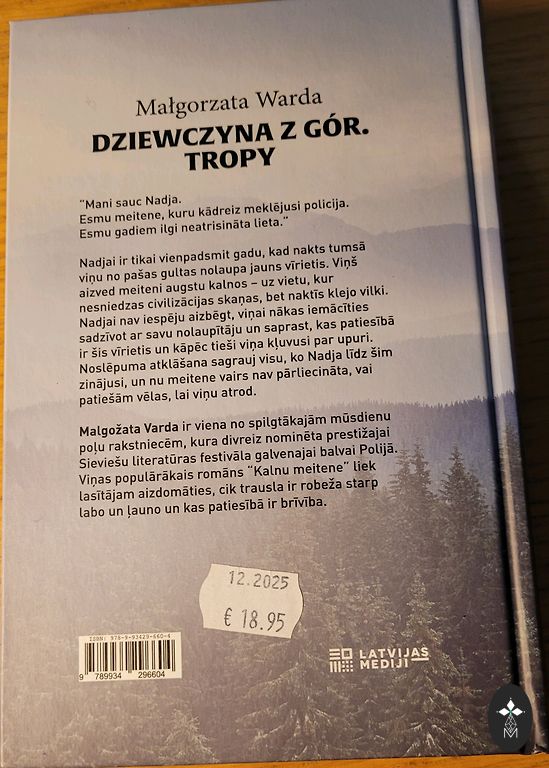 Małgorzata Warda
DZIEWCZYNA Z GÓR.
TROPY
"Mani sauc Nadja.
Esmu meitene, kuru kādreiz meklējusi policija.
Esmu gadiem ilgi neatrisināta lieta."
Nadjai ir tikai vienpadsmit gadu, kad nakts tumsā
viņu no pašas gultas nolaupa jauns vīrietis. Viņš
aizved meiteni augstu kalnos – uz vietu, kur
nesniedzas civilizācijas skaņas, bet naktīs klejo vilki.
Nadjai nav iespēju aizbēgt, viņai nākas iemācīties
sadzīvot ar savu nolaupītāju un saprast, kas patiesībā
ir šis vīrietis un kāpēc tieši viņa kļuvusi par upuri.
Noslēpuma atklāšana sagrauj visu, ko Nadja līdz šim
zinājusi, un nu meitene vairs nav pārliecināta, vai
patiešām vēlas, lai viņu atrod.
Malgožata Varda ir viena no spilgtākajām mūsdienu
poļu rakstniecēm, kura divreiz nominēta prestižajai
Sieviešu literatūras festivāla galvenajai balvai Polijā.
Viņas populārākais romāns "Kalnu meitene" liek
lasītājam aizdomāties, cik trausla ir robeža starp
labo un ļauno un kas patiesībā ir brīvība.
12.2025
€ 18.95
ISBN: 978-9-93429-660-4
9 789934 296604
LATVIJAS
MEDIJI
M